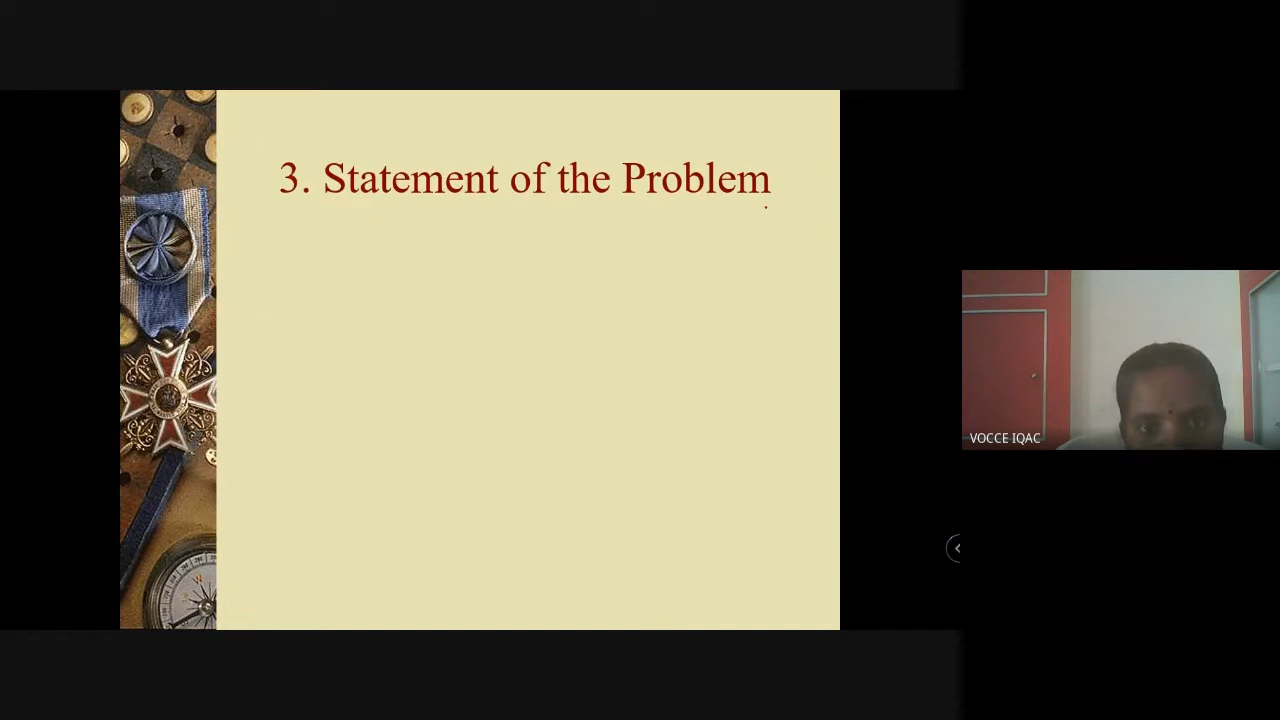 3. Statement of the Problem
VOCCE IQAC